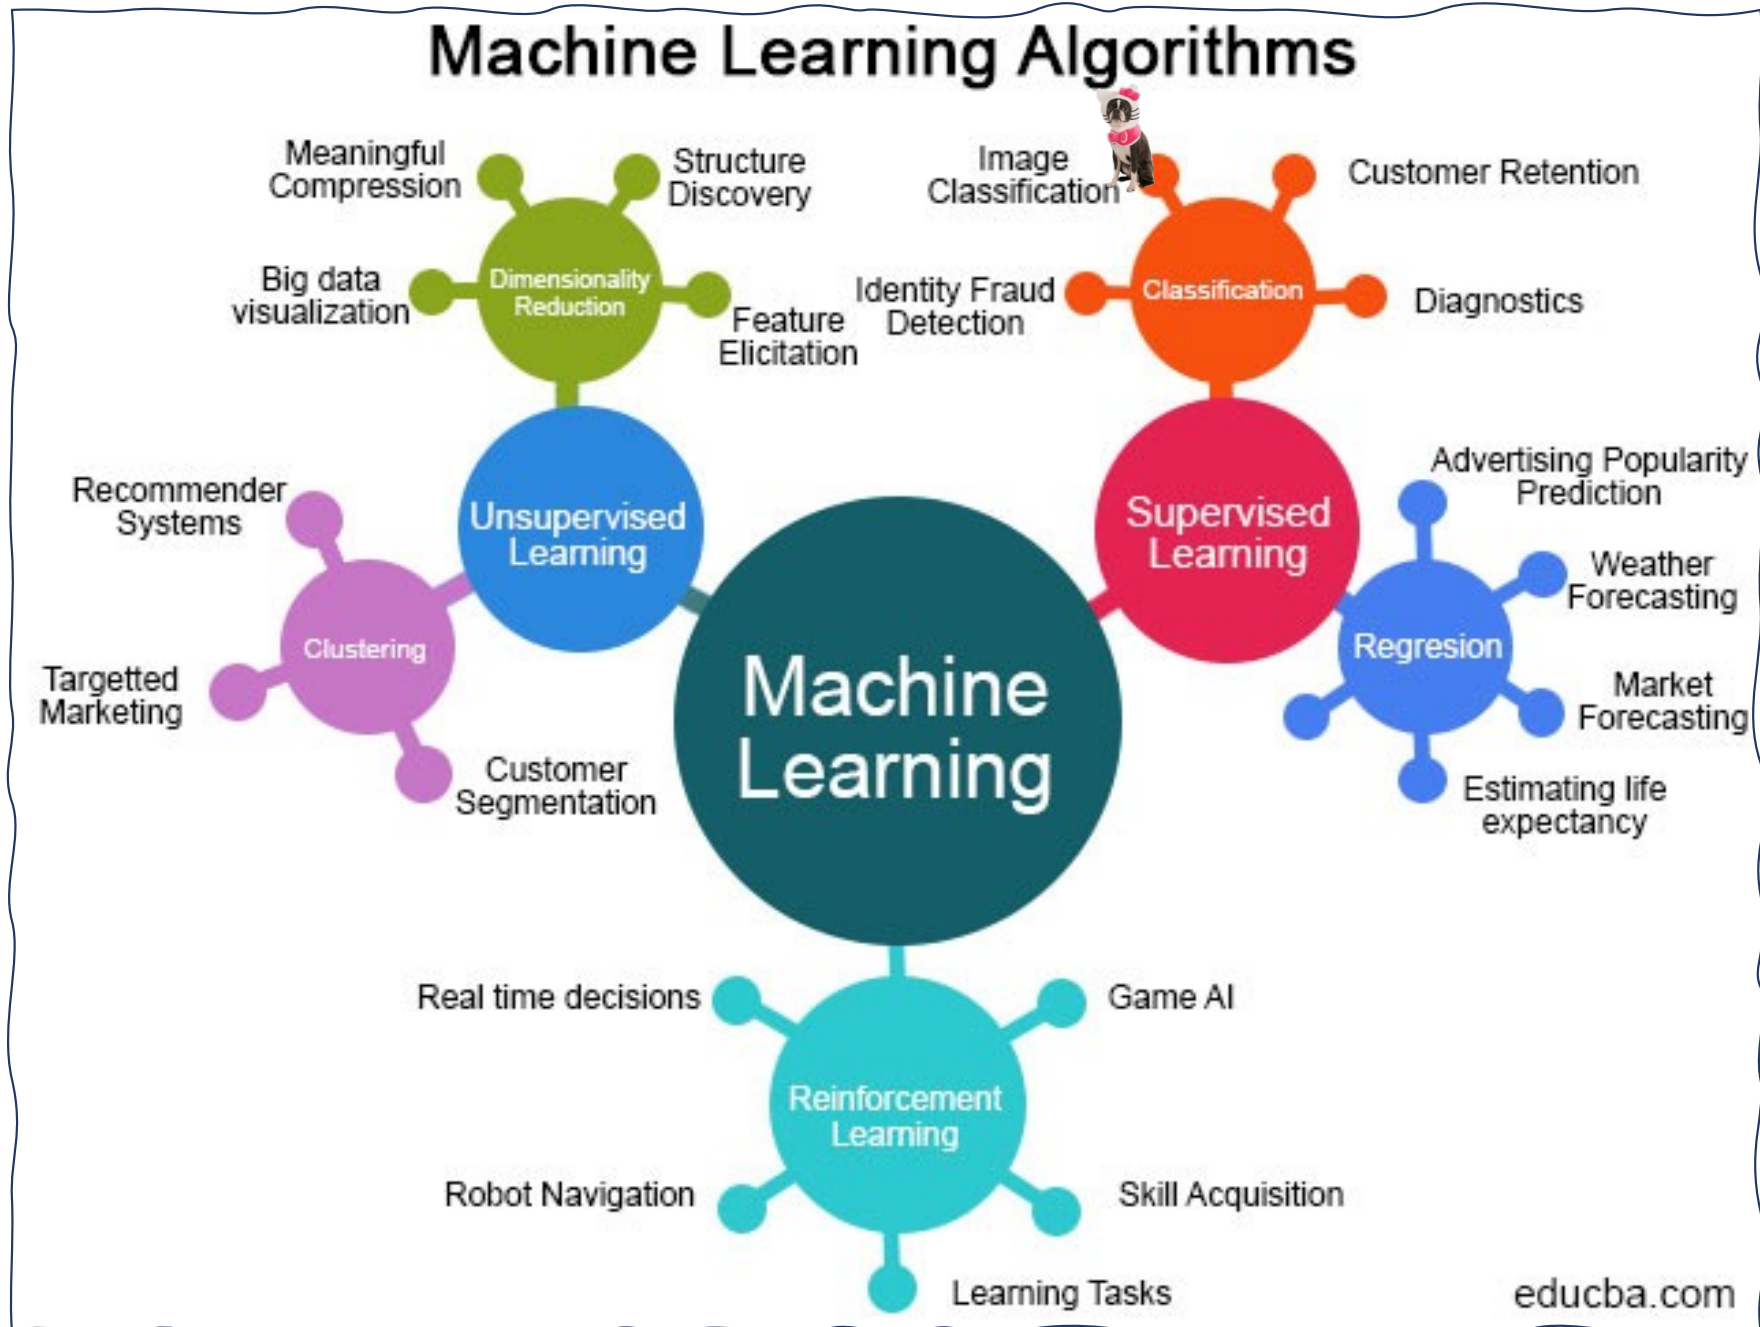 Machine Learning Algorithms
Meaningful
Compression
Structure
Discovery
Big data
visualization
Dimensionality
Reduction
Feature
Elicitation
Image
Classification
Customer Retention
Identity Fraud
Detection
Classification
Diagnostics
Recommender
Systems
Unsupervised
Learning
Clustering
Targetted
Marketing
Customer
Segmentation
Supervised
Learning
Advertising Popularity
Prediction
Weather
Forecasting
Regresion
Market
Forecasting
Estimating life
expectancy
Machine
Learning
Real time decisions
Game AI
Reinforcement
Learning
Robot Navigation
Skill Acquisition
Learning Tasks
educba.com